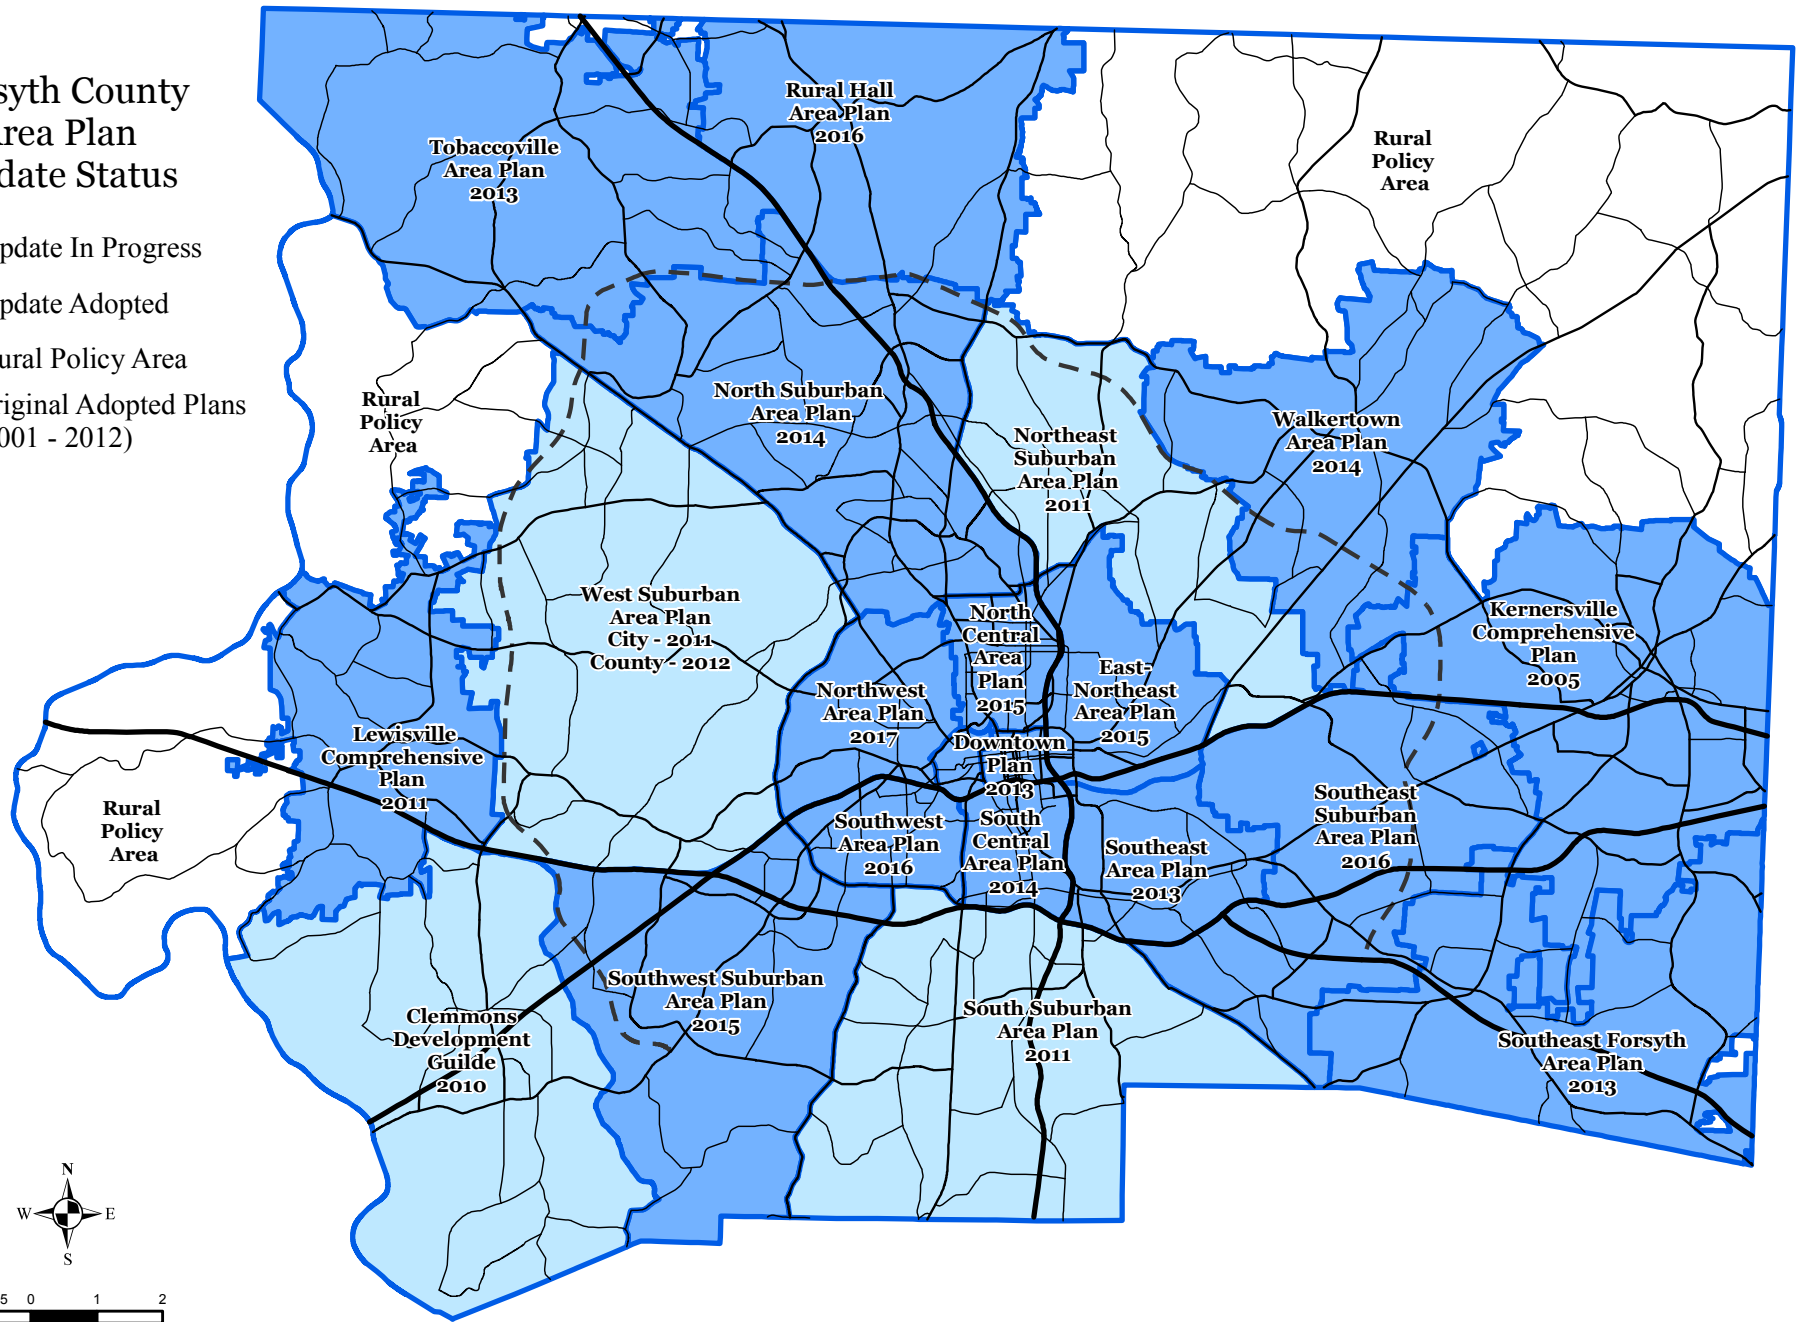 syth County
rea Plan
date Status
pdate In Progress
pdate Adopted
ural Policy Area
riginal Adopted Plans
001 - 2012)
Tobaccoville
Area Plan
2013
Rural Hall
Area Plan
2016
Rural
Policy
Area
Rural
Policy
Area
North Suburban
Area Plan
2014
Northeast
Suburban
Area Plan
2011
Walkertown
Area Plan
2014
West Suburban
Area Plan
City - 2011
County - 2012
North
Central
Area
Plan
2015
Kernersville
Comprehensive
Plan
2005
Northwest
Area Plan
2017
East-
Northeast
Area Plan
2015
Lewisville
Comprehensive
Plan
2011
Downtown
Plan
2013
Rural
Policy
Area
Southwest
Area Plan
2016
South
Central
Area Plan
2014
Southeast
Area Plan
2013
Southeast
Suburban
Area Plan
2016
Southwest Suburban
Area Plan
2015
Clemmons
Development
Guilde
2010
South Suburban
Area Plan
2011
Southeast Forsyth
Area Plan
2013
N
W E
S
5 0 1 2